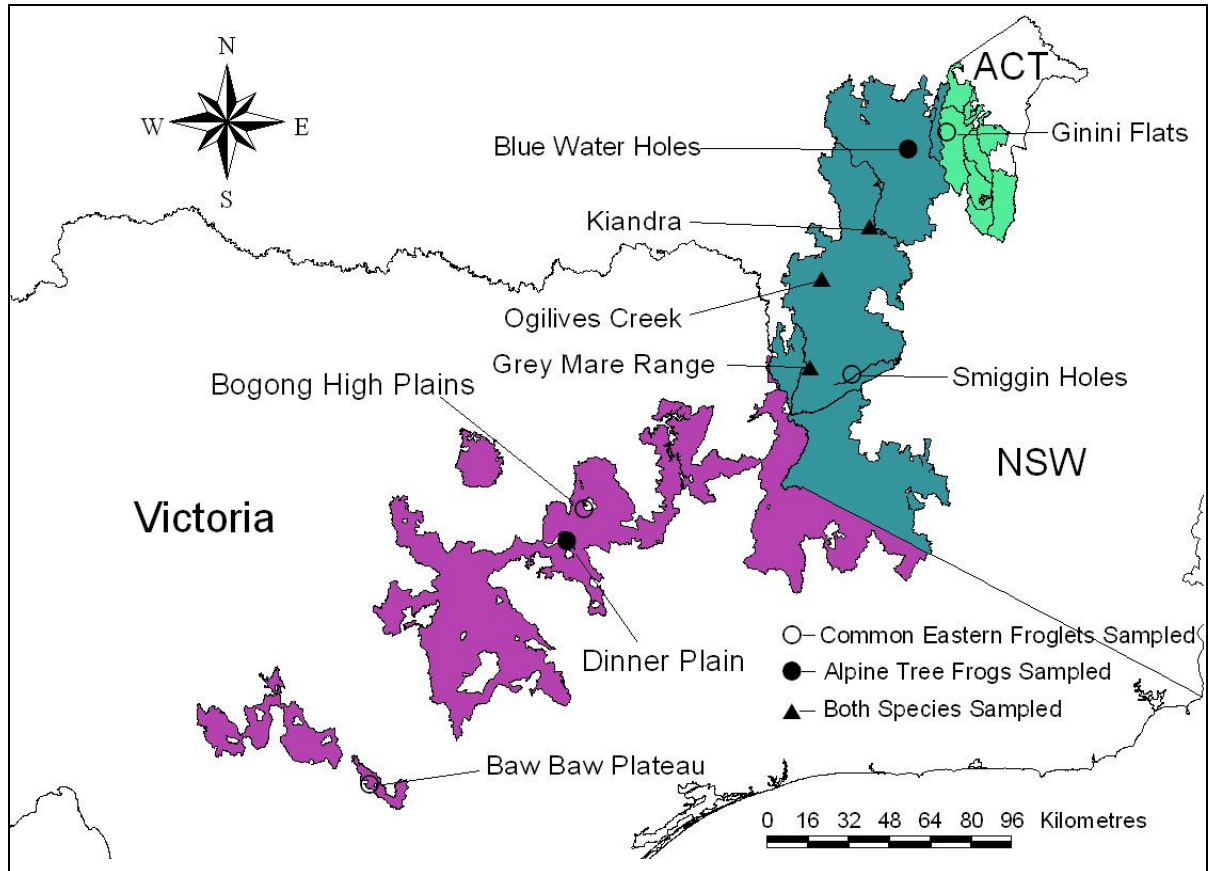 N
ACT
W E
Blue Water Holes
Ginini Flats
S
Kiandra
Ogilives Creek
Grey Mare Range
Bogong High Plains
Smiggin Holes
NSW
Victoria
Common Eastern Froglets Sampled
Dinner Plain
Alpine Tree Frogs Sampled
Both Species Sampled
Baw Baw Plateau
0 16 32 48 64 80 96 Kilometres